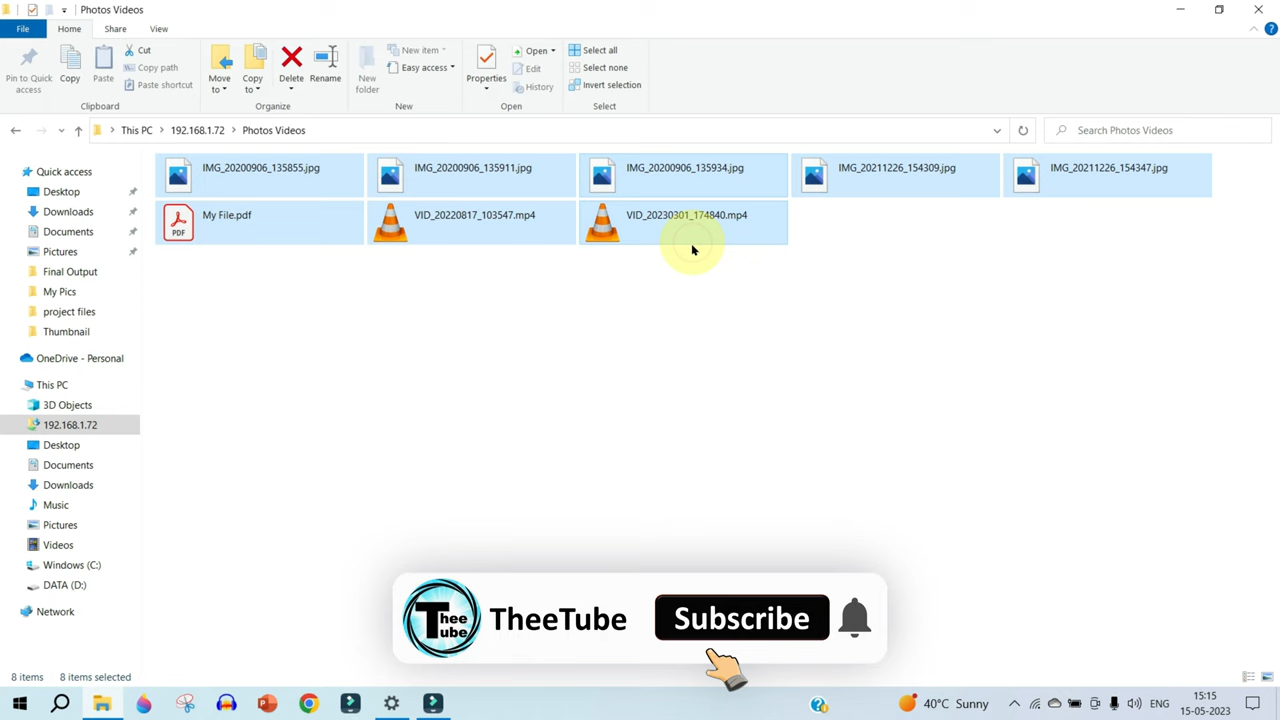 Photos Videos
File Home Share View
Pin to Quick access
Copy
Paste
Cut
Copy path
Paste shortcut
Clipboard
Move to
Copy to
Delete
Rename
Organize
New folder
New item
Easy access
New
Properties
Open
Edit
History
Open
Select all
Select none
Invert selection
Select
This PC 192.168.1.72 Photos Videos
Search Photos Videos
Quick access
Desktop
Downloads
Documents
Pictures
Final Output
My Pics
project files
Thumbnail
OneDrive - Personal
This PC
3D Objects
192.168.1.72
Desktop
Documents
Downloads
Music
Pictures
Videos
Windows (C:)
DATA (D:)
Network
IMG_20200906_135855.jpg
IMG_20200906_135911.jpg
IMG_20200906_135934.jpg
IMG_20211226_154309.jpg
IMG_20211226_154347.jpg
PDF
My File.pdf
VID_20220817_103547.mp4
VID_20230301_174840.mp4
Thee
Tube
TheeTube
Subscribe
8 items 8 items selected
40°C Sunny
ENG
15:15
15-05-2023